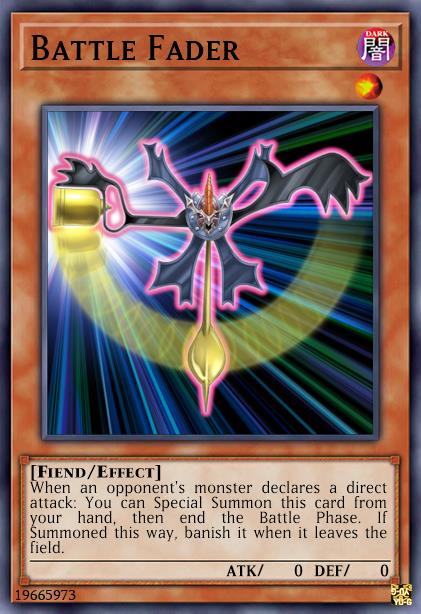 Battle Fader
DARK
闇
[Fiend/Effect]
When an opponent's monster declares a direct
attack: You can Special Summon this card from
your hand, then end the Battle Phase. If
Summoned this way, banish it when it leaves the
field.
ATK/ 0 DEF/ 0
19665973